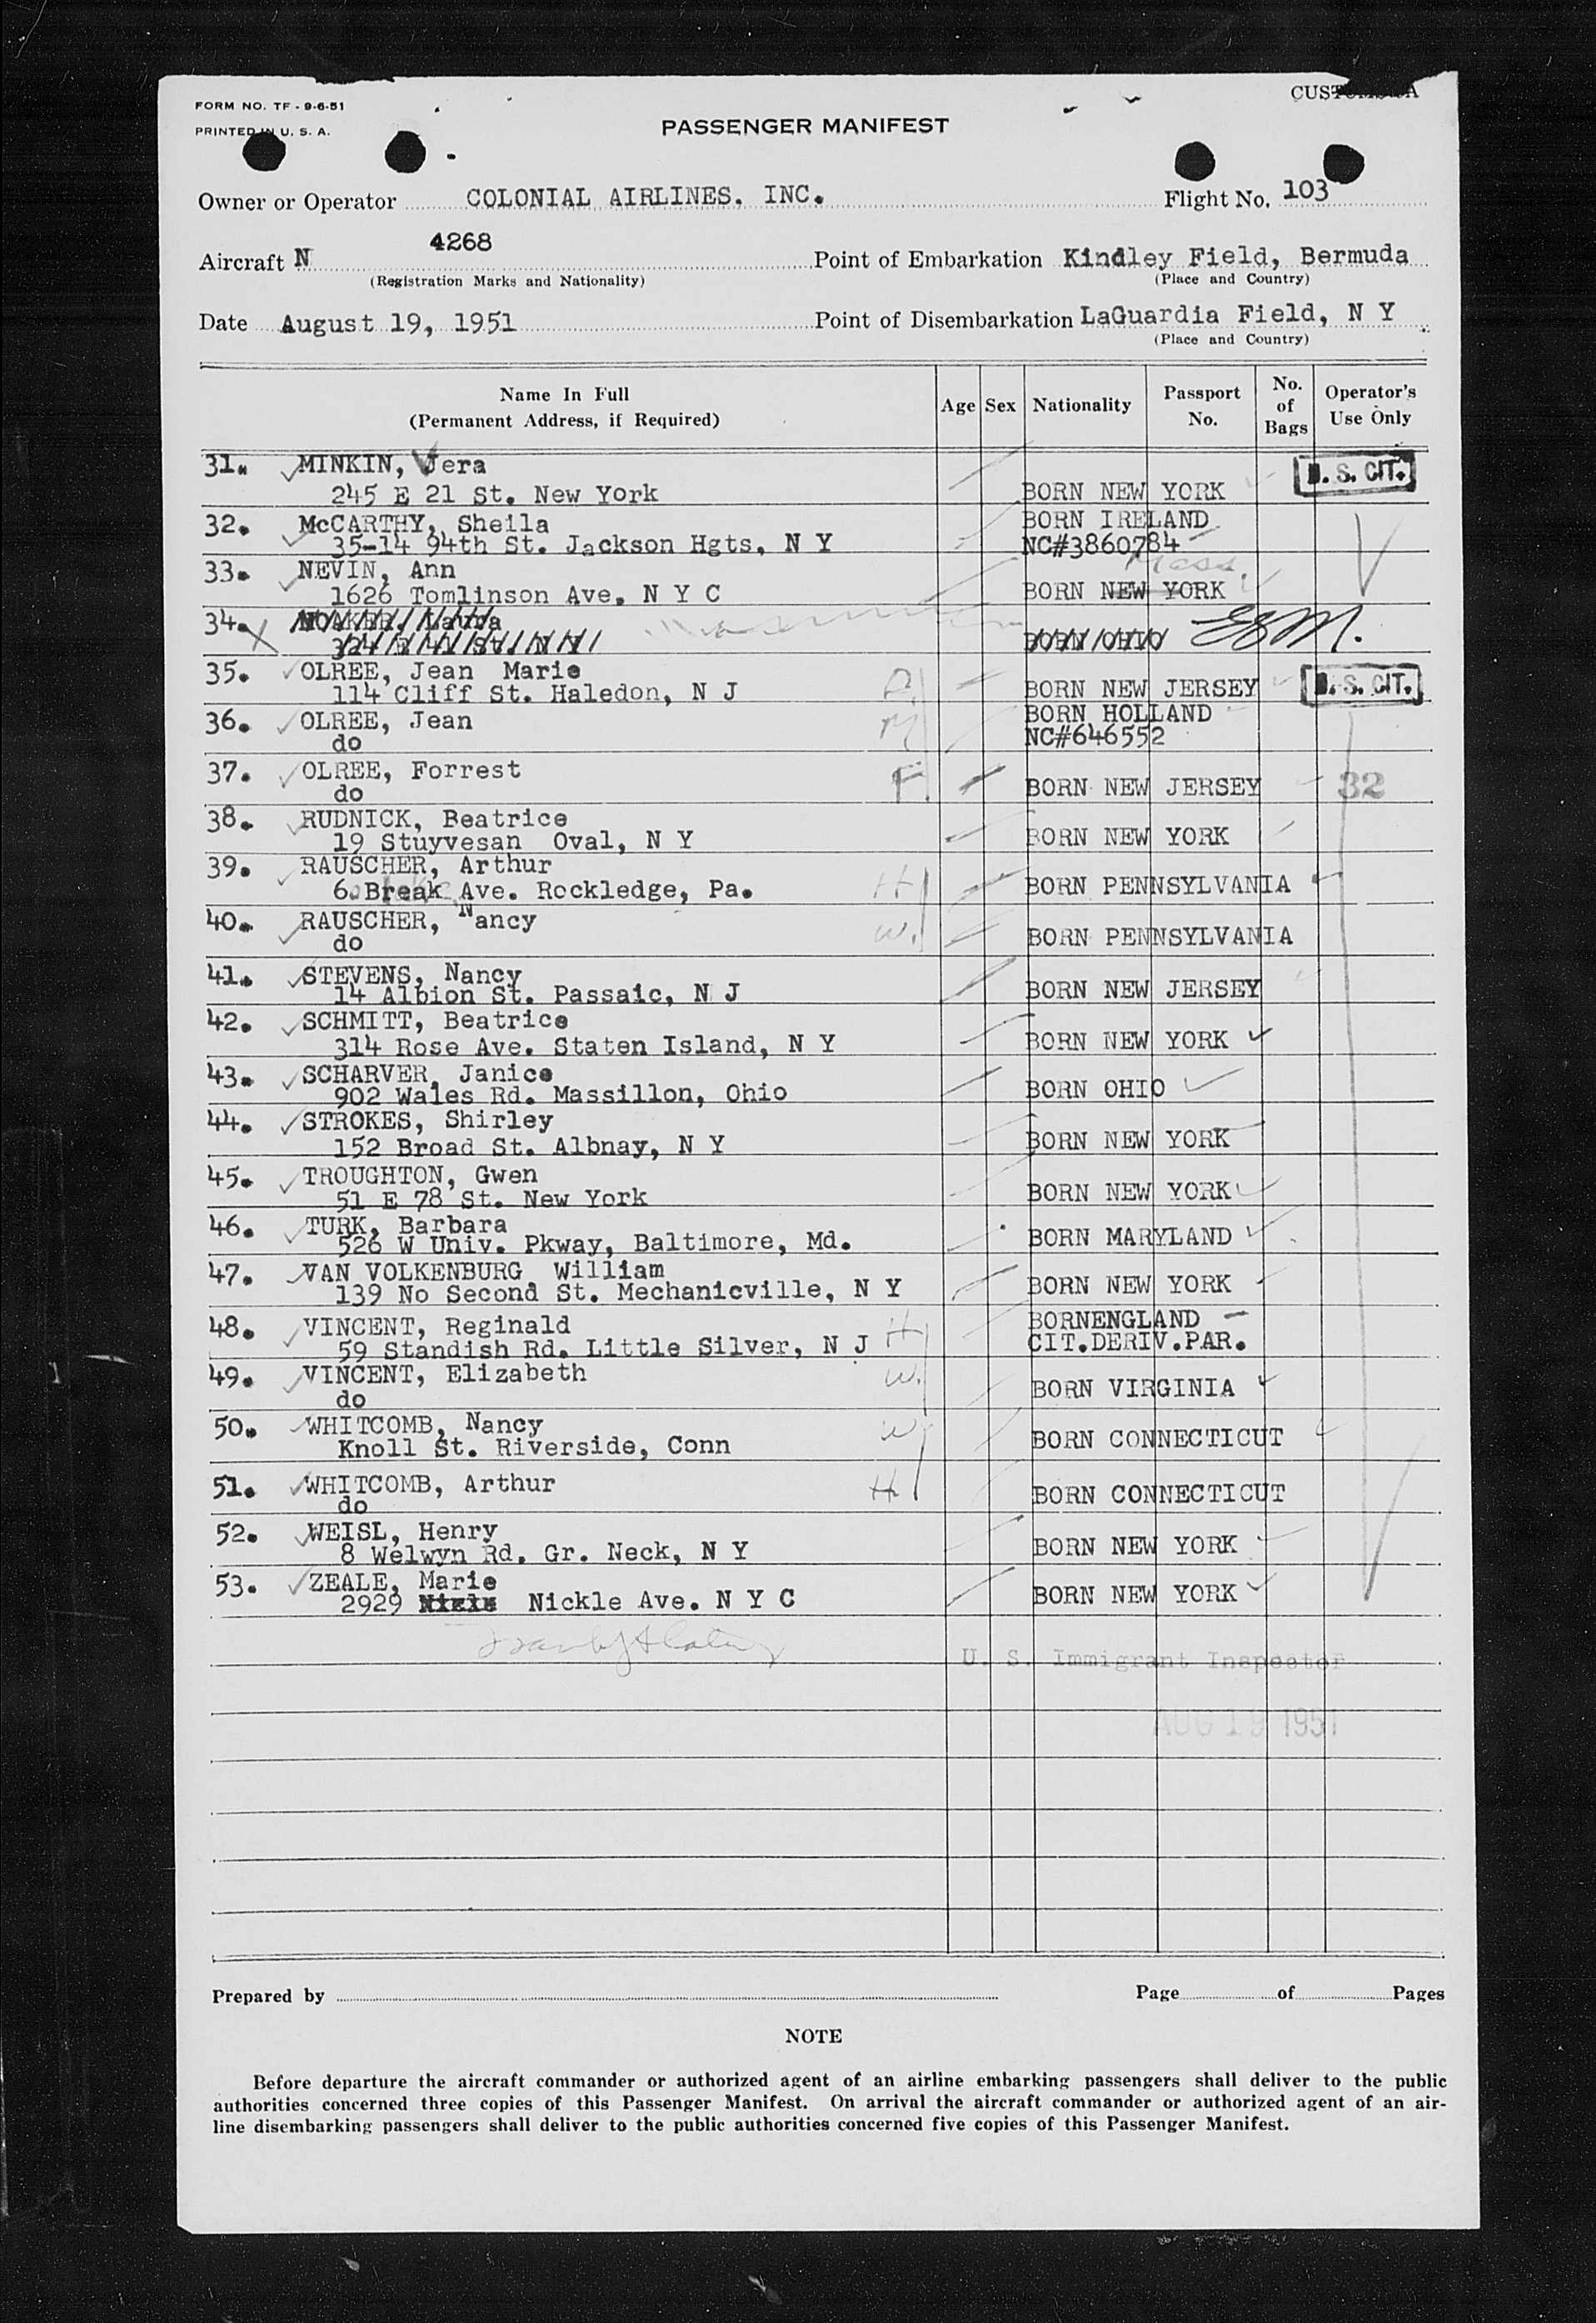 FORM NO. TF - 9-6-51
PRINTED IN U. S. A.
PASSENGER MANIFEST
Owner or Operator COLONIAL AIRLINES. INC. Flight No. 103
Aircraft N 4268 Point of Embarkation Kindley Field, Bermuda
(Registration Marks and Nationality) (Place and Country)
Date August 19, 1951 Point of Disembarkation LaGuardia Field, N Y
(Place and Country)
Name In Full
(Permanent Address, if Required)
Age Sex Nationality Passport No. No. of Bags Operator's Use Only
31. MINKIN, Vera
245 E 21 St. New York BORN NEW YORK U. S. CIT.
32. McCARTHY, Sheila BORN IRELAND
35-14 94th St. Jackson Hgts, N Y NC#3860784
33. NEVIN, Ann Mass.
1626 Tomlinson Ave. N Y C BORN NEW YORK
34. Laura
BORN OHIO
35. OLREE, Jean Marie
114 Cliff St. Haledon, N J BORN NEW JERSEY U. S. CIT.
36. OLREE, Jean M BORN HOLLAND
do NC#646552
37. OLREE, Forrest F.
do BORN NEW JERSEY 32
38. RUDNICK, Beatrice
19 Stuyvesan Oval, N Y BORN NEW YORK
39. RAUSCHER, Arthur H
6. Break Ave. Rockledge, Pa. BORN PENNSYLVANIA
40. RAUSCHER, Nancy W.
do BORN PENNSYLVANIA
41. STEVENS, Nancy
14 Albion St. Passaic, N J BORN NEW JERSEY
42. SCHMITT, Beatrice
314 Rose Ave. Staten Island, N Y BORN NEW YORK
43. SCHARVER, Janice
902 Wales Rd. Massillon, Ohio BORN OHIO
44. STROKES, Shirley
152 Broad St. Albnay, N Y BORN NEW YORK
45. TROUGHTON, Gwen
51 E 78 St. New York BORN NEW YORK
46. TURK, Barbara
526 W Univ. Pkway, Baltimore, Md. BORN MARYLAND
47. VAN VOLKENBURG, William
139 No Second St. Mechanicville, N Y BORN NEW YORK
48. VINCENT, Reginald H BORNENGLAND
59 Standish Rd. Little Silver, N J CIT.DERIV.PAR.
49. VINCENT, Elizabeth W.
do BORN VIRGINIA
50. WHITCOMB, Nancy W
Knoll St. Riverside, Conn BORN CONNECTICUT
51. WHITCOMB, Arthur H
do BORN CONNECTICUT
52. WEISL, Henry
8 Welwyn Rd. Gr. Neck, N Y BORN NEW YORK
53. ZEALE, Marie
2929 Nickle Ave. N Y C BORN NEW YORK
U. S. Immigrant Inspector
AUG 19 1951
Prepared by Page of Pages
NOTE
Before departure the aircraft commander or authorized agent of an airline embarking passengers shall deliver to the public
authorities concerned three copies of this Passenger Manifest. On arrival the aircraft commander or authorized agent of an air-
line disembarking passengers shall deliver to the public authorities concerned five copies of this Passenger Manifest.